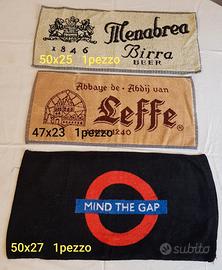 Menabrea
1846
Birra
BEER
50x25 1pezzo
Abbaye de · Abdij van
Leffe
1240
47x23 1pezzo
MIND THE GAP
50x27 1pezzo
subito